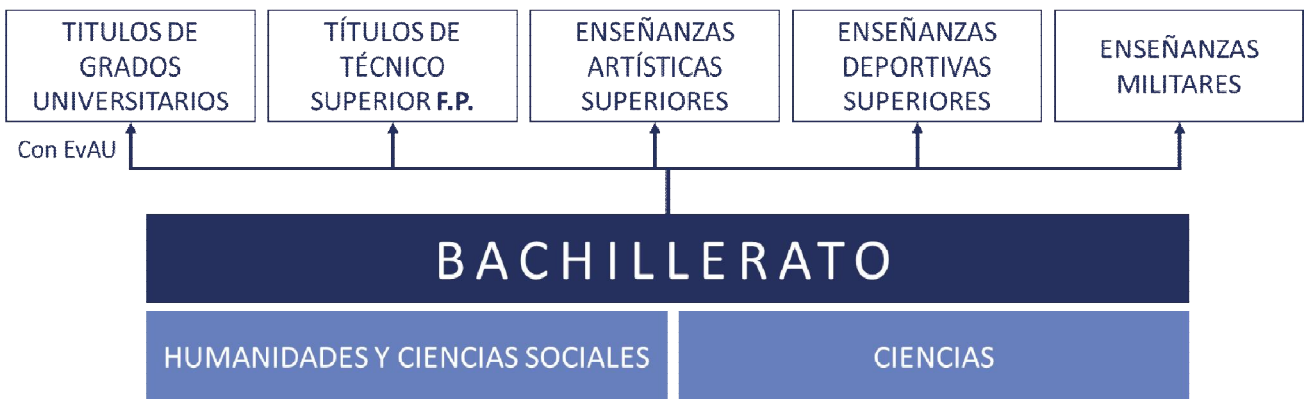 TITULOS DE
GRADOS
UNIVERSITARIOS
TÍTULOS DE
TÉCNICO
SUPERIOR F.P.
ENSEÑANZAS
ARTÍSTICAS
SUPERIORES
ENSEÑANZAS
DEPORTIVAS
SUPERIORES
ENSEÑANZAS
MILITARES
Con EvAU
BACHILLERATO
HUMANIDADES Y CIENCIAS SOCIALES
CIENCIAS